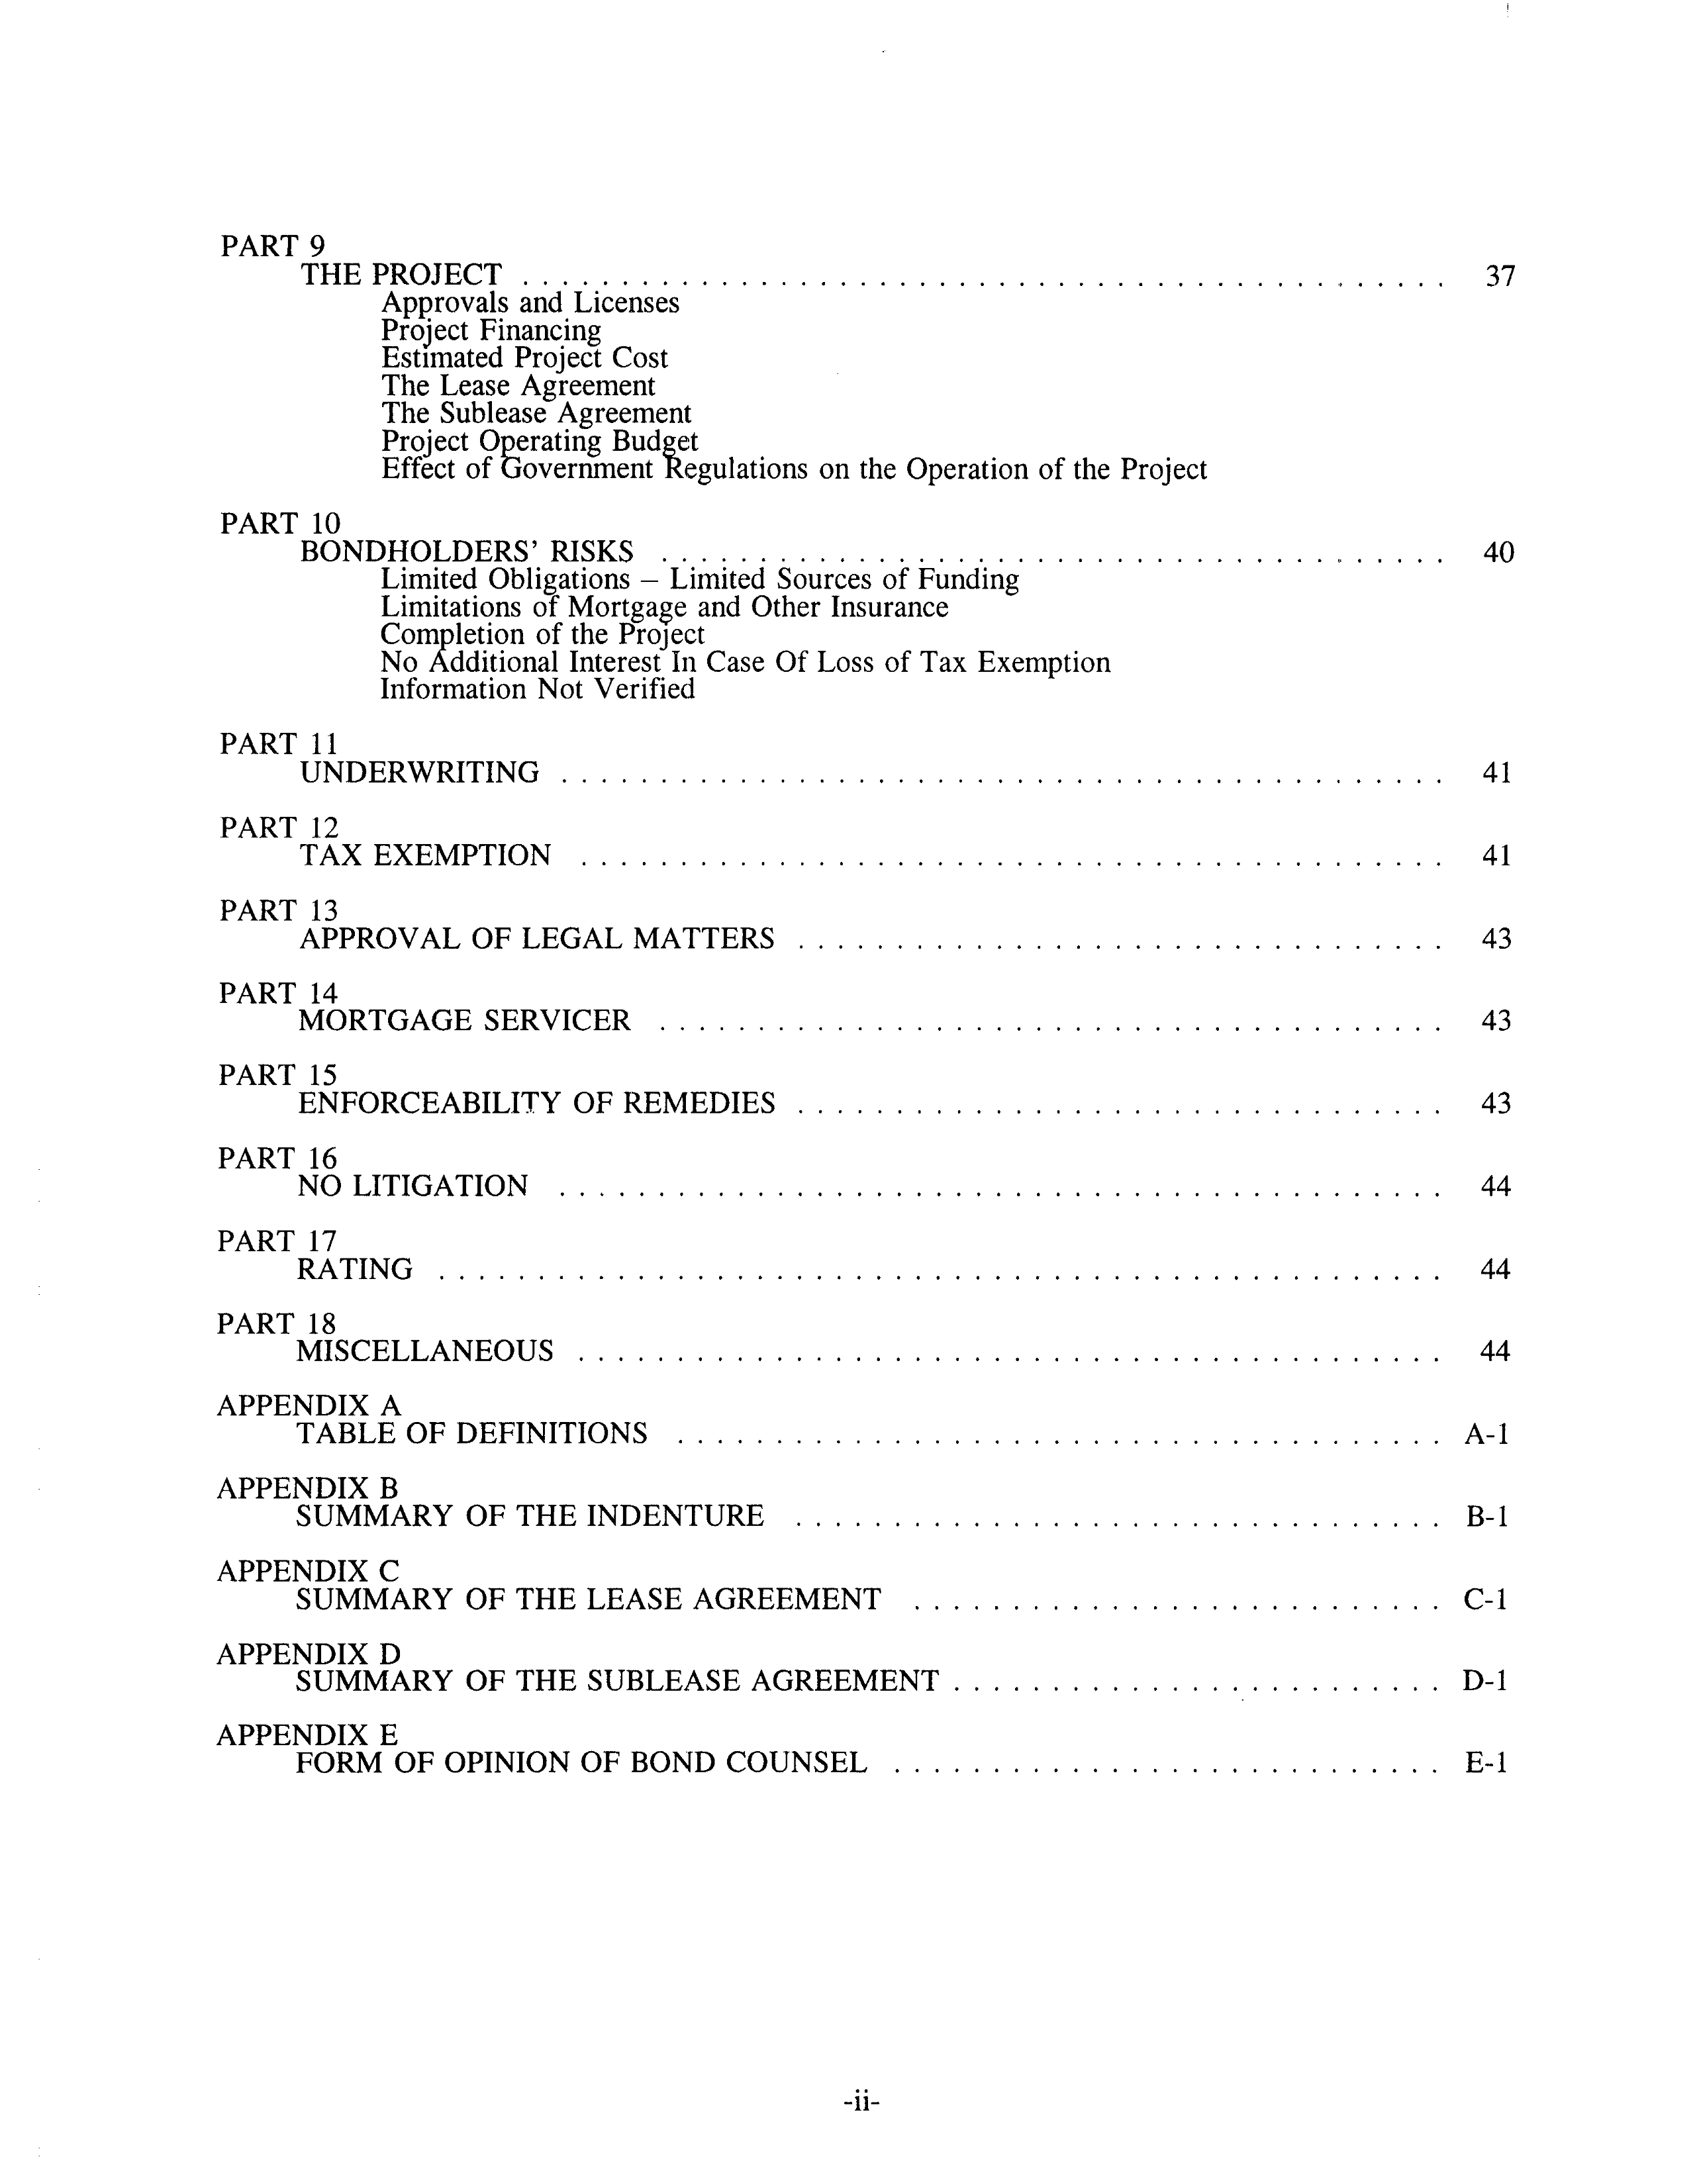 PART 9
THE PROJECT . . . . . . . . . . . . . . . . . . . . . . . . . . . . . . . . . . . . . . . . . . . . . . . 37
Approvals and Licenses
Project Financing
Estimated Project Cost
The Lease Agreement
The Sublease Agreement
Project Operating Budget
Effect of Government Regulations on the Operation of the Project
PART 10
BONDHOLDERS' RISKS . . . . . . . . . . . . . . . . . . . . . . . . . . . . . . . . . . . . . . . . 40
Limited Obligations – Limited Sources of Funding
Limitations of Mortgage and Other Insurance
Completion of the Project
No Additional Interest In Case Of Loss of Tax Exemption
Information Not Verified
PART 11
UNDERWRITING . . . . . . . . . . . . . . . . . . . . . . . . . . . . . . . . . . . . . . . . . . . . . 41
PART 12
TAX EXEMPTION . . . . . . . . . . . . . . . . . . . . . . . . . . . . . . . . . . . . . . . . . . . . 41
PART 13
APPROVAL OF LEGAL MATTERS . . . . . . . . . . . . . . . . . . . . . . . . . . . . . . . . . 43
PART 14
MORTGAGE SERVICER . . . . . . . . . . . . . . . . . . . . . . . . . . . . . . . . . . . . . . . . 43
PART 15
ENFORCEABILITY OF REMEDIES . . . . . . . . . . . . . . . . . . . . . . . . . . . . . . . . . 43
PART 16
NO LITIGATION . . . . . . . . . . . . . . . . . . . . . . . . . . . . . . . . . . . . . . . . . . . . . 44
PART 17
RATING . . . . . . . . . . . . . . . . . . . . . . . . . . . . . . . . . . . . . . . . . . . . . . . . . . . 44
PART 18
MISCELLANEOUS . . . . . . . . . . . . . . . . . . . . . . . . . . . . . . . . . . . . . . . . . . . . 44
APPENDIX A
TABLE OF DEFINITIONS . . . . . . . . . . . . . . . . . . . . . . . . . . . . . . . . . . . . . . . A-1
APPENDIX B
SUMMARY OF THE INDENTURE . . . . . . . . . . . . . . . . . . . . . . . . . . . . . . . . . B-1
APPENDIX C
SUMMARY OF THE LEASE AGREEMENT . . . . . . . . . . . . . . . . . . . . . . . . . . . C-1
APPENDIX D
SUMMARY OF THE SUBLEASE AGREEMENT . . . . . . . . . . . . . . . . . . . . . . . . . D-1
APPENDIX E
FORM OF OPINION OF BOND COUNSEL . . . . . . . . . . . . . . . . . . . . . . . . . . . . E-1
-ii-